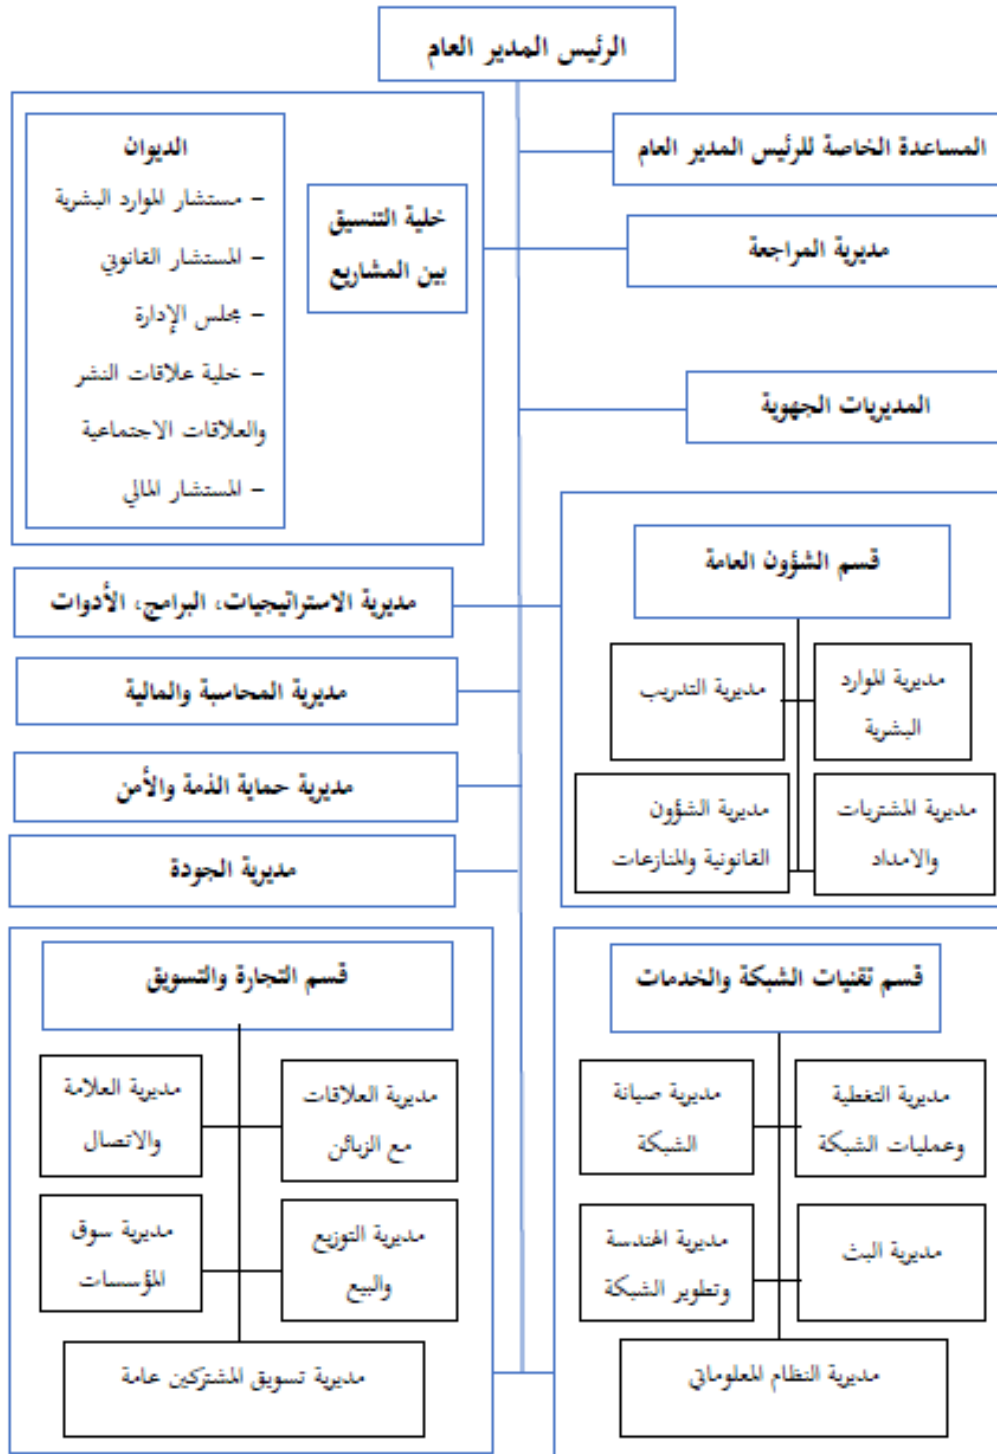 الرئيس المدير العام
المساعدة الخاصة للرئيس المدير العام
الديوان
– مستشار الموارد البشرية
– المستشار القانوني
– مجلس الإدارة
– خلية علاقات النشر
والعلاقات الاجتماعية
– المستشار المالي
خلية التنسيق
بين المشاريع
مديرية المراجعة
المديريات الجهوية
قسم الشؤون العامة
مديرية الموارد
البشرية
مديرية التدريب
مديرية المشتريات
والامداد
مديرية الشؤون
القانونية والمنازعات
مديرية الاستراتيجيات، البرامج، الأدوات
مديرية المحاسبة والمالية
مديرية حماية الذمة والأمن
مديرية الجودة
قسم تقنيات الشبكة والخدمات
مديرية التغطية
وعمليات الشبكة
مديرية صيانة
الشبكة
مديرية البث
مديرية الهندسة
وتطوير الشبكة
مديرية النظام المعلوماتي
قسم التجارة والتسويق
مديرية العلاقات
مع الزبائن
مديرية العلامة
والاتصال
مديرية التوزيع
والبيع
مديرية سوق
المؤسسات
مديرية تسويق المشتركين عامة